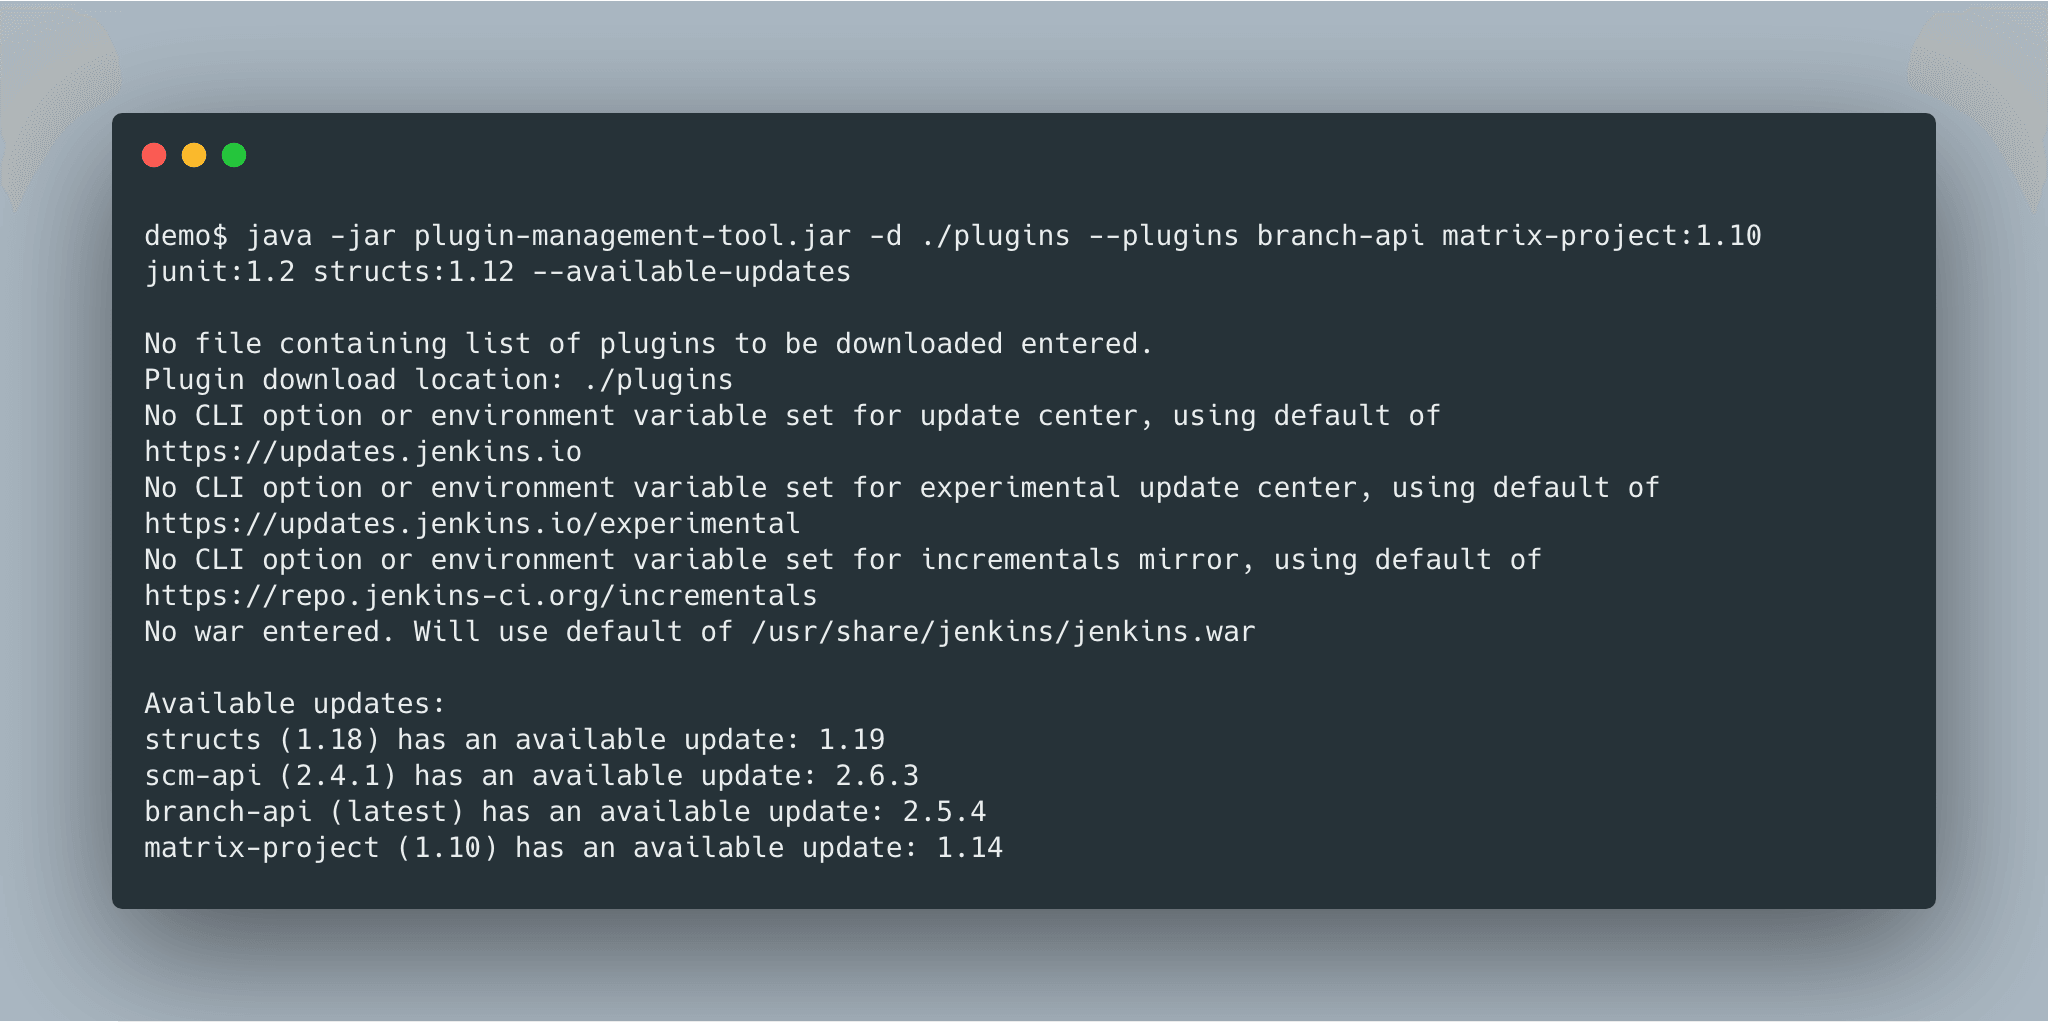 demo$ java -jar plugin-management-tool.jar -d ./plugins --plugins branch-api matrix-project:1.10
junit:1.2 structs:1.12 --available-updates
No file containing list of plugins to be downloaded entered.
Plugin download location: ./plugins
No CLI option or environment variable set for update center, using default of
https://updates.jenkins.io
No CLI option or environment variable set for experimental update center, using default of
https://updates.jenkins.io/experimental
No CLI option or environment variable set for incrementals mirror, using default of
https://repo.jenkins-ci.org/incrementals
No war entered. Will use default of /usr/share/jenkins/jenkins.war
Available updates:
structs (1.18) has an available update: 1.19
scm-api (2.4.1) has an available update: 2.6.3
branch-api (latest) has an available update: 2.5.4
matrix-project (1.10) has an available update: 1.14